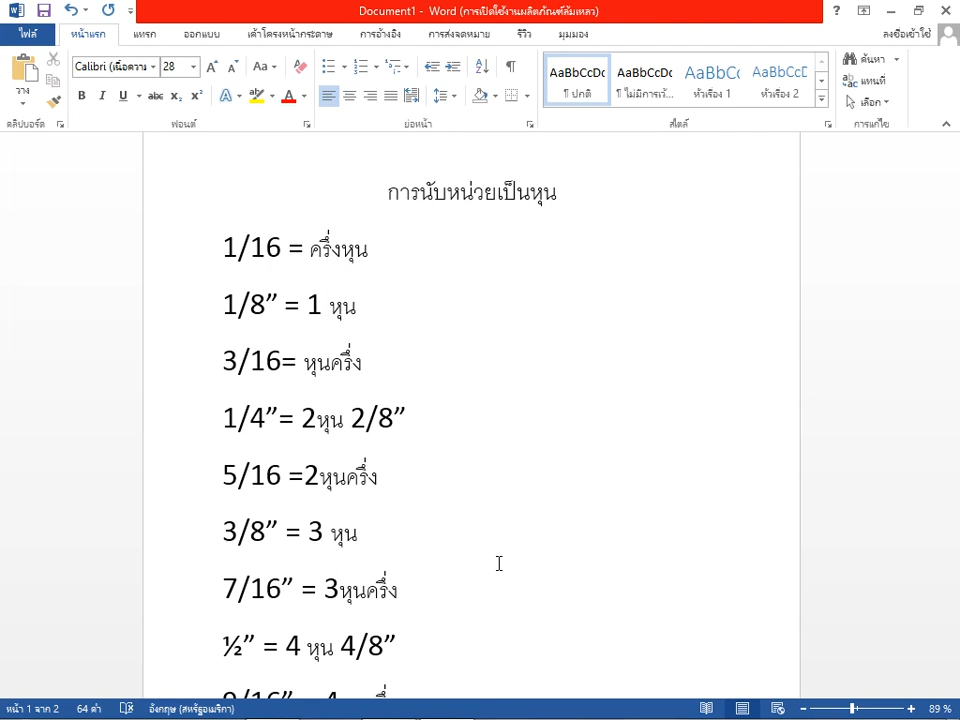 Document1 - Word (การเปิดใช้งานผลิตภัณฑ์ล้มเหลว)
ไฟล์ หน้าแรก แทรก ออกแบบ เค้าโครงหน้ากระดาษ การอ้างอิง การส่งจดหมาย รีวิว มุมมอง ลงชื่อเข้าใช้
วาง
Calibri (เนื้อความ 28
AaBbCcDc AaBbCcDc AaBbCc AaBbCcD
¶ ปกติ ¶ ไม่มีการเว้... หัวเรื่อง 1 หัวเรื่อง 2
ค้นหา
แทนที่
เลือก
คลิปบอร์ด ฟอนต์ ย่อหน้า สไตล์ การแก้ไข
การนับหน่วยเป็นหุน
1/16 = ครึ่งหุน
1/8” = 1 หุน
3/16= หุนครึ่ง
1/4”= 2หุน 2/8”
5/16 =2หุนครึ่ง
3/8” = 3 หุน
7/16” = 3หุนครึ่ง
½” = 4 หุน 4/8”
หน้า 1 จาก 2 64 คำ อังกฤษ (สหรัฐอเมริกา) 89 %